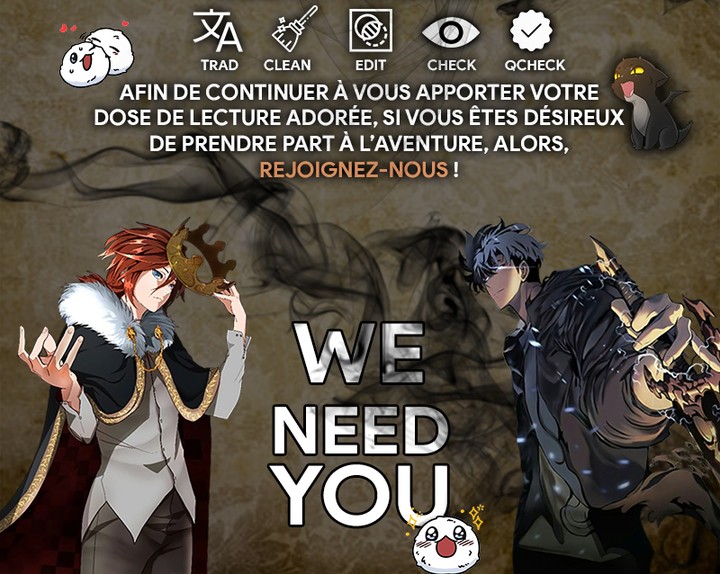 TRAD CLEAN EDIT CHECK QCHECK
AFIN DE CONTINUER À VOUS APPORTER VOTRE
DOSE DE LECTURE ADORÉE, SI VOUS ÊTES DÉSIREUX
DE PRENDRE PART À L'AVENTURE, ALORS,
REJOIGNEZ-NOUS !
WE
NEED
YOU